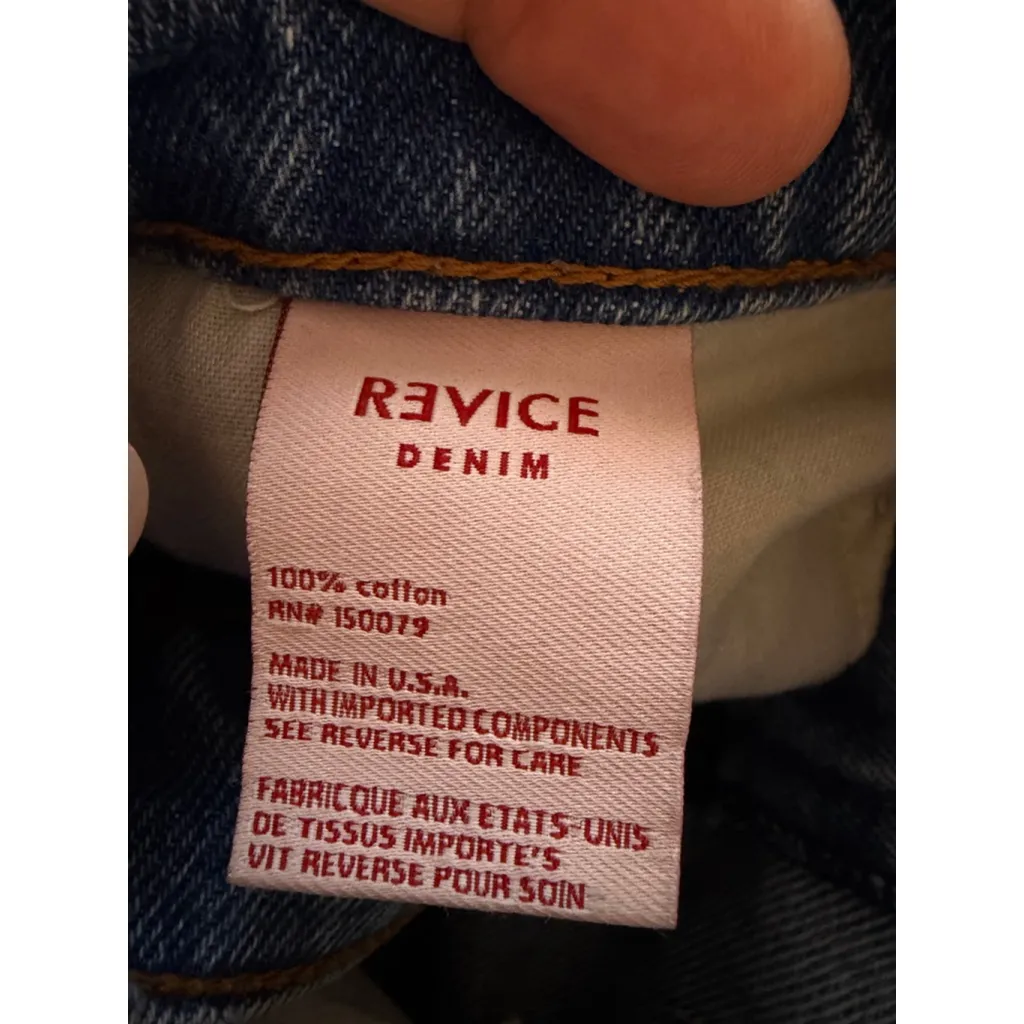 RƎVICE
DENIM
100% cotton
RN# 150079
MADE IN U.S.A.
WITH IMPORTED COMPONENTS
SEE REVERSE FOR CARE
FABRICQUE AUX ETATS-UNIS
DE TISSUS IMPORTE'S
VIT REVERSE POUR SOIN